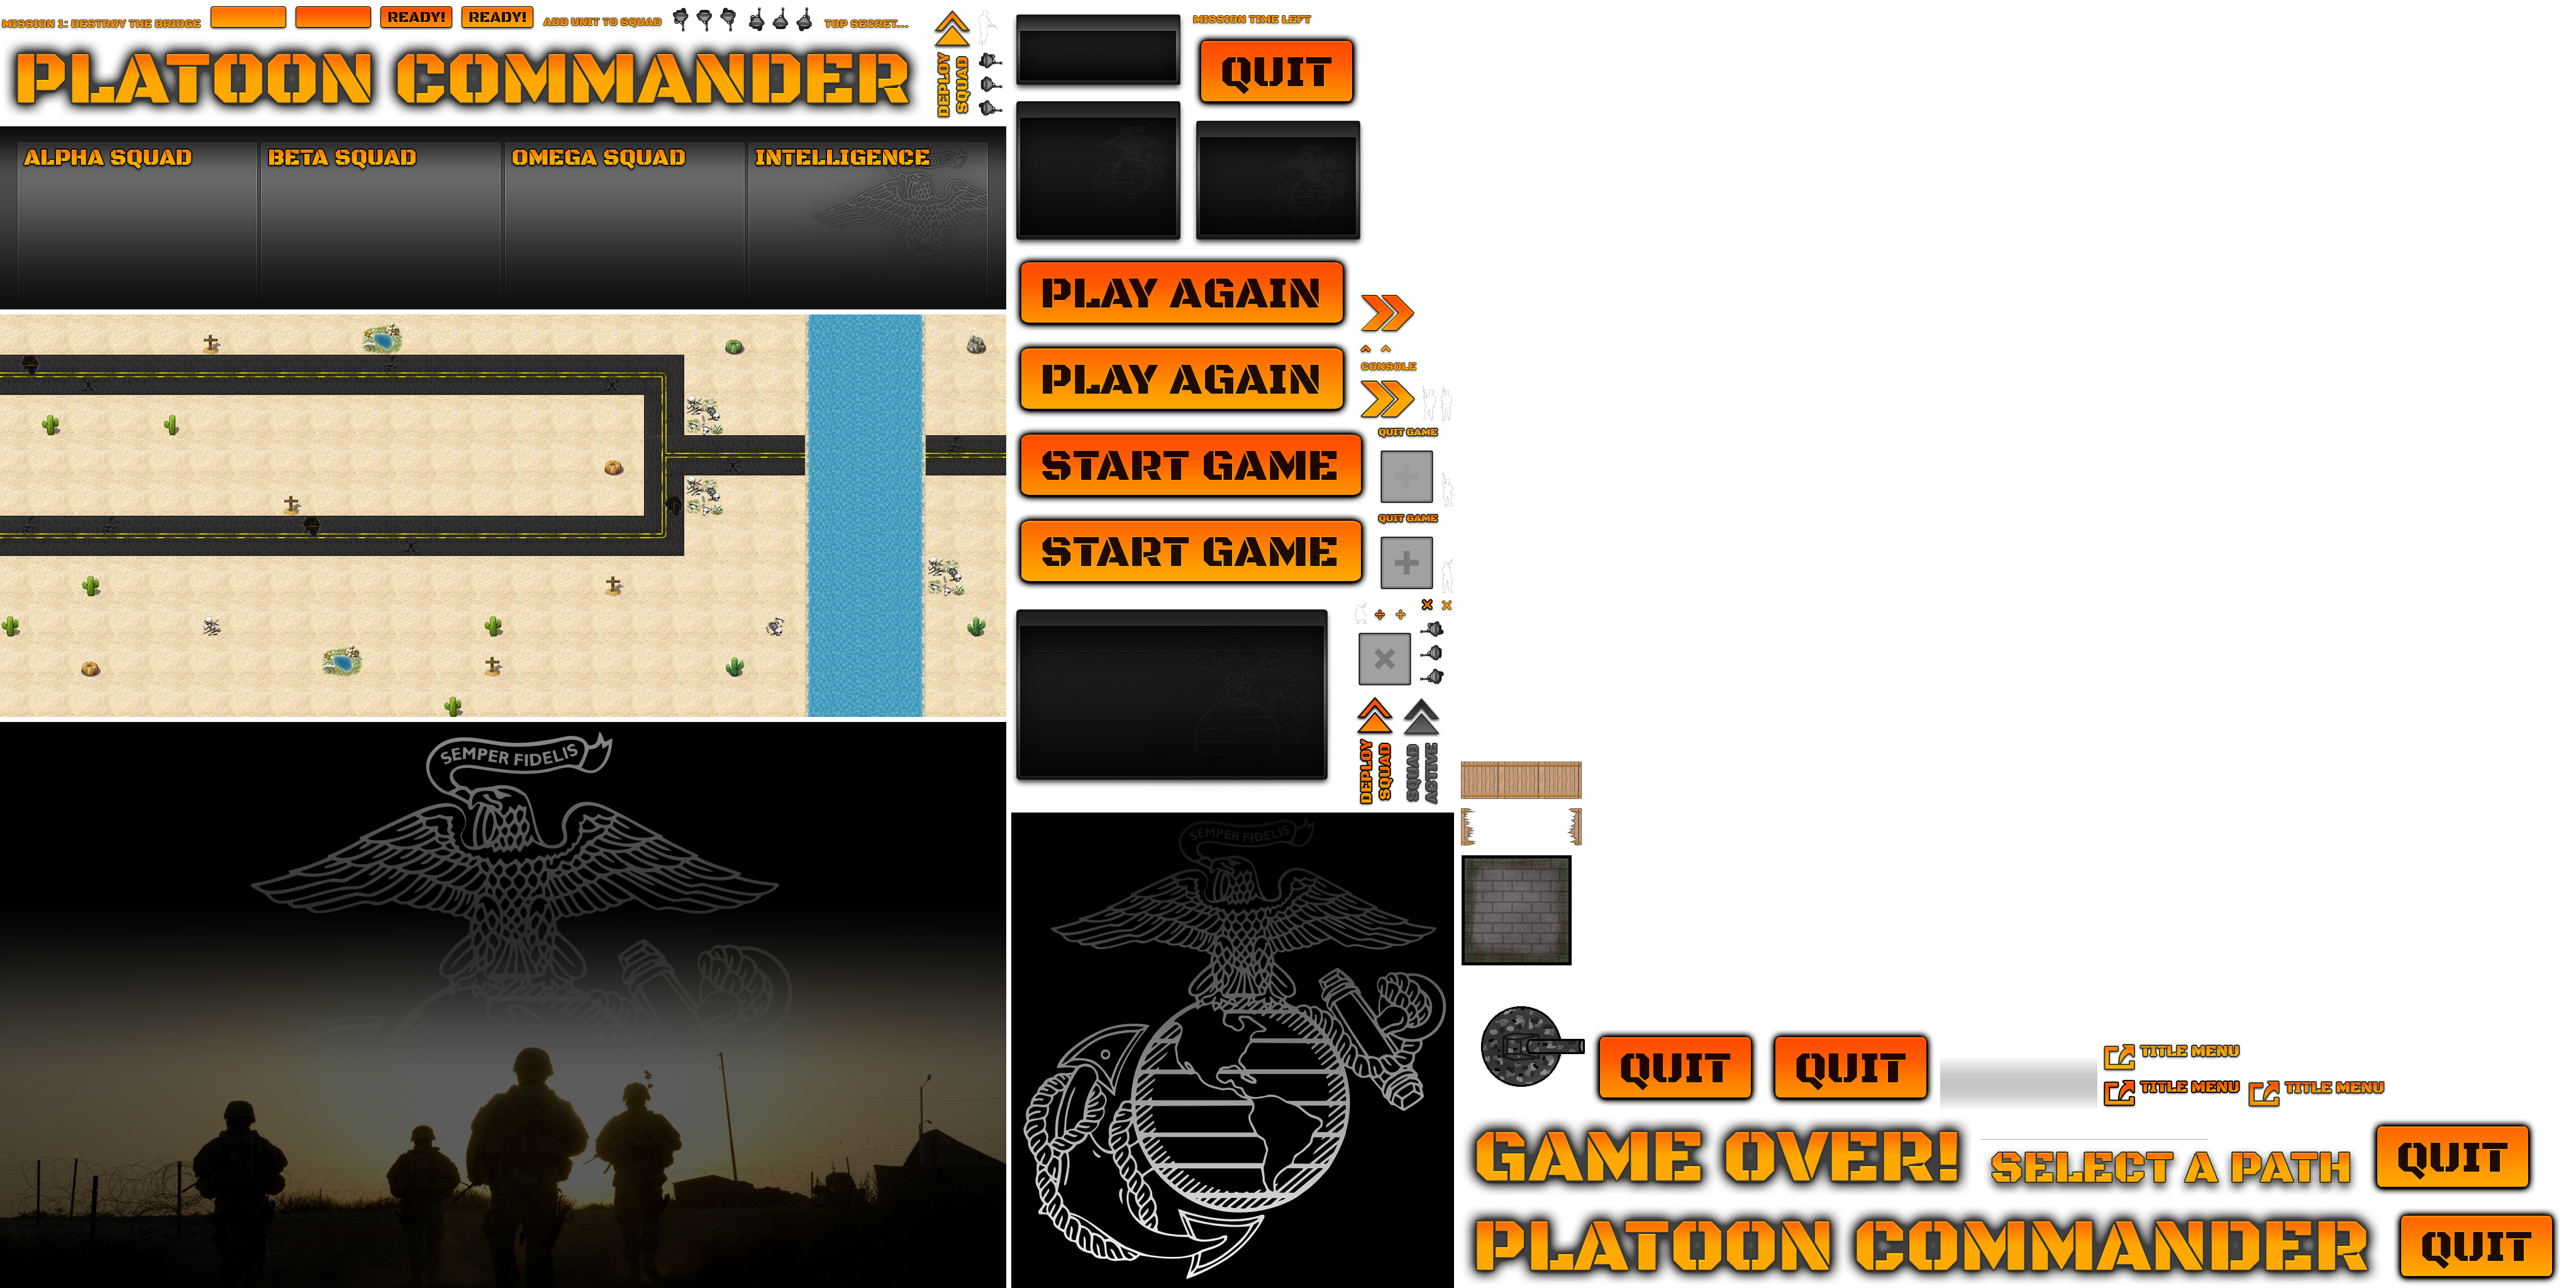 MISSION 1: DESTROY THE BRIDGE
READY!
READY!
ADD UNIT TO SQUAD
TOP SECRET...
PLATOON COMMANDER
DEPLOY
SQUAD
MISSION TIME LEFT
QUIT
ALPHA SQUAD
BETA SQUAD
OMEGA SQUAD
INTELLIGENCE
PLAY AGAIN
CONSOLE
PLAY AGAIN
QUIT GAME
START GAME
QUIT GAME
START GAME
DEPLOY
SQUAD
SQUAD
ACTIVE
SEMPER FIDELIS
SEMPER FIDELIS
QUIT
QUIT
TITLE MENU
TITLE MENU
TITLE MENU
GAME OVER!
SELECT A PATH
QUIT
PLATOON COMMANDER
QUIT